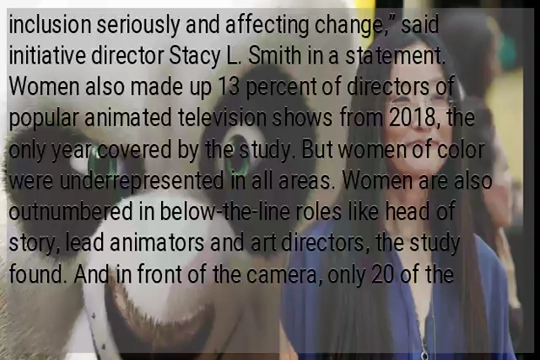 inclusion seriously and affecting change,” said
initiative director Stacy L. Smith in a statement.
Women also made up 13 percent of directors of
popular animated television shows from 2018, the
only year covered by the study. But women of color
were underrepresented in all areas. Women are also
outnumbered in below-the-line roles like head of
story, lead animators and art directors, the study
found. And in front of the camera, only 20 of the